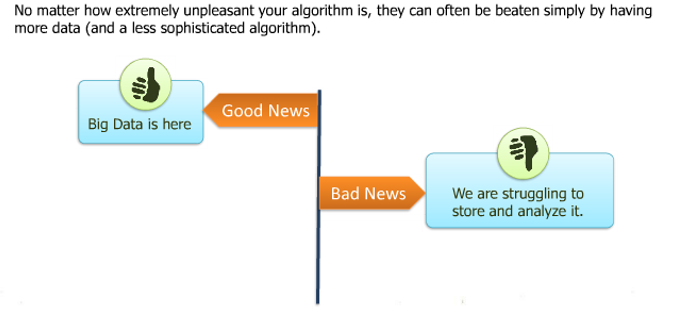 No matter how extremely unpleasant your algorithm is, they can often be beaten simply by having
more data (and a less sophisticated algorithm).
Good News
Big Data is here
Bad News
We are struggling to
store and analyze it.